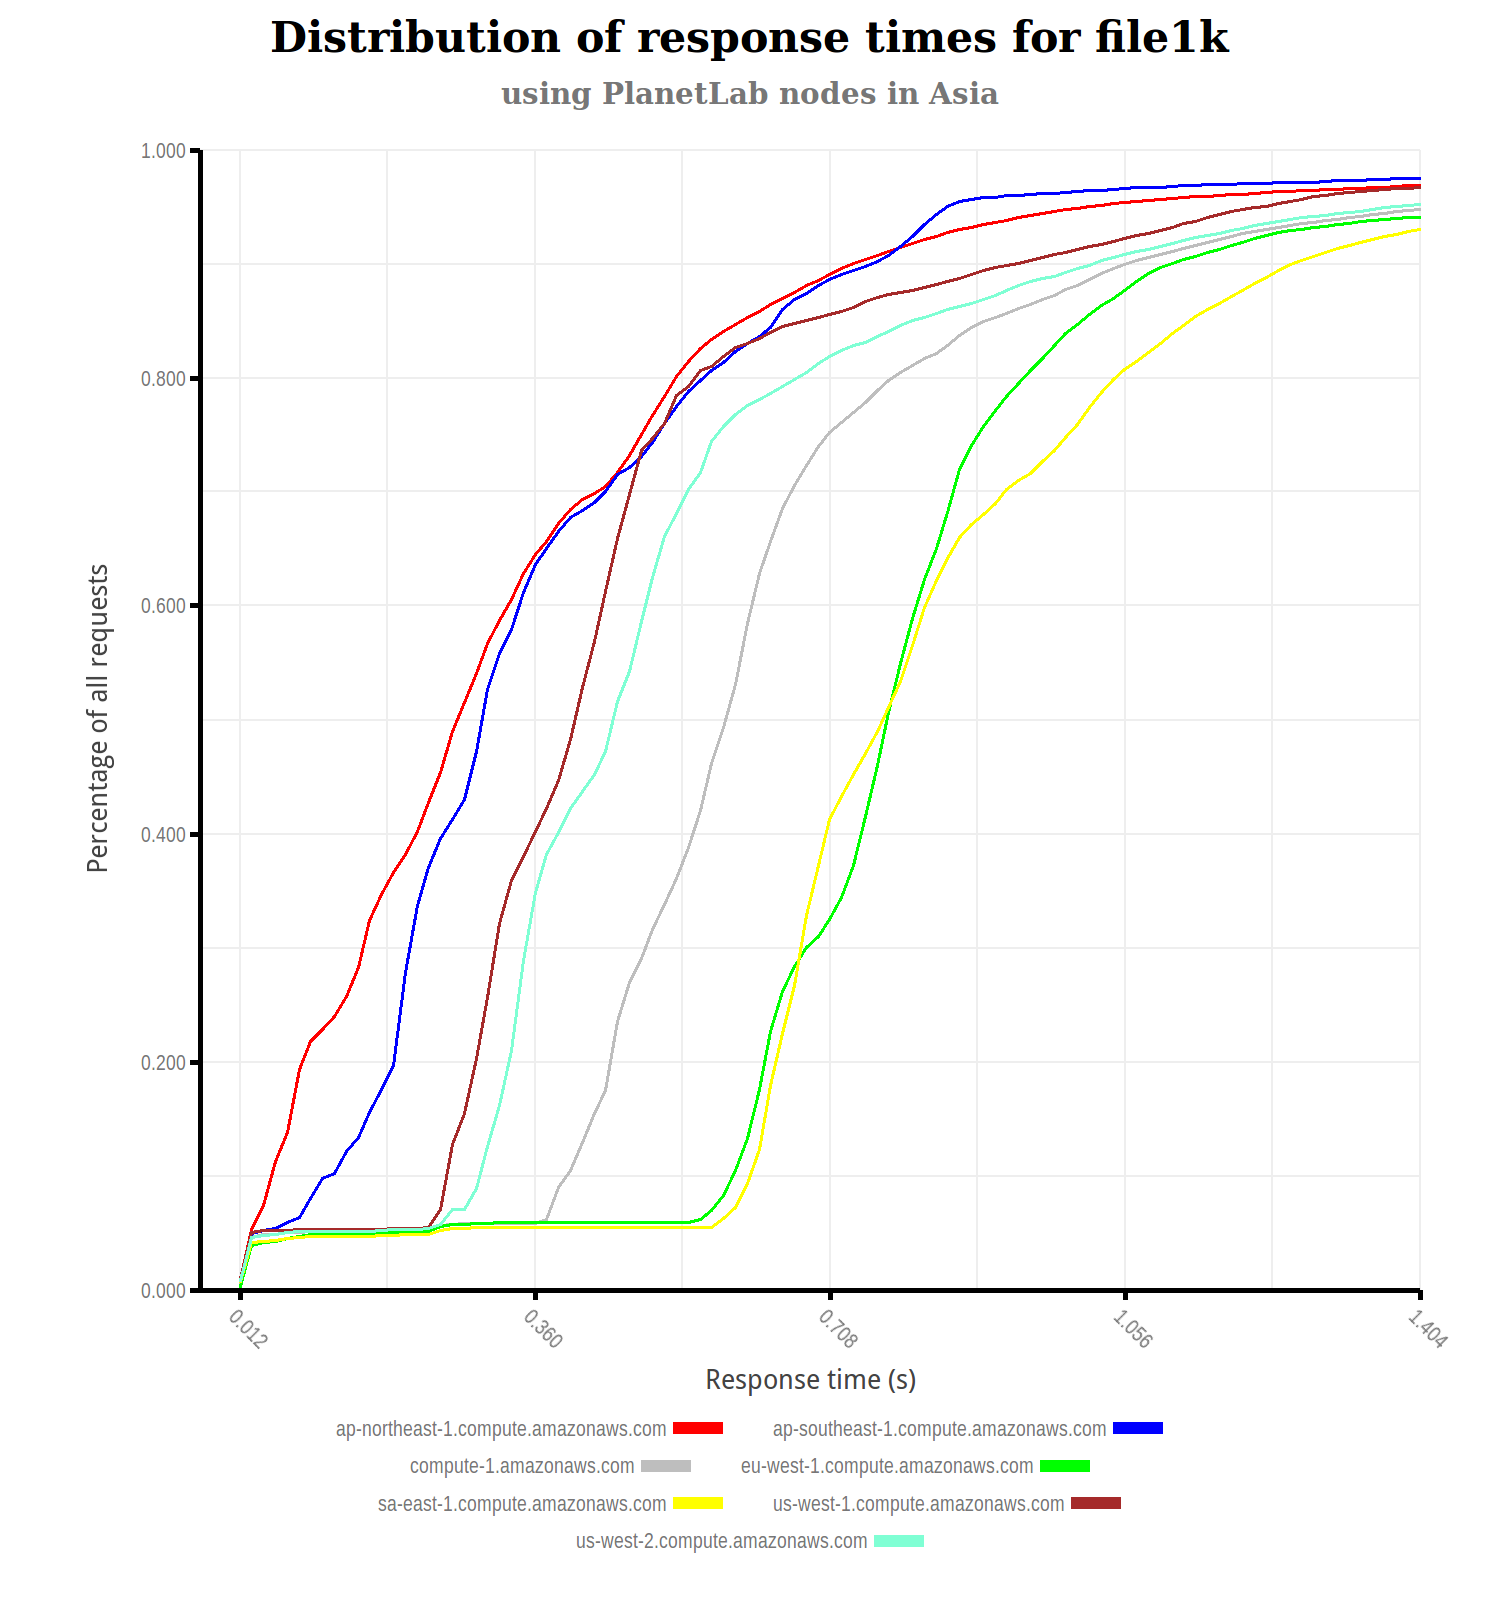 Distribution of response times for file1k
using PlanetLab nodes in Asia
Percentage of all requests
1.000
0.800
0.600
0.400
0.200
0.000
0.012
0.360
0.708
1.056
1.404
Response time (s)
ap-northeast-1.compute.amazonaws.com
ap-southeast-1.compute.amazonaws.com
compute-1.amazonaws.com
eu-west-1.compute.amazonaws.com
sa-east-1.compute.amazonaws.com
us-west-1.compute.amazonaws.com
us-west-2.compute.amazonaws.com